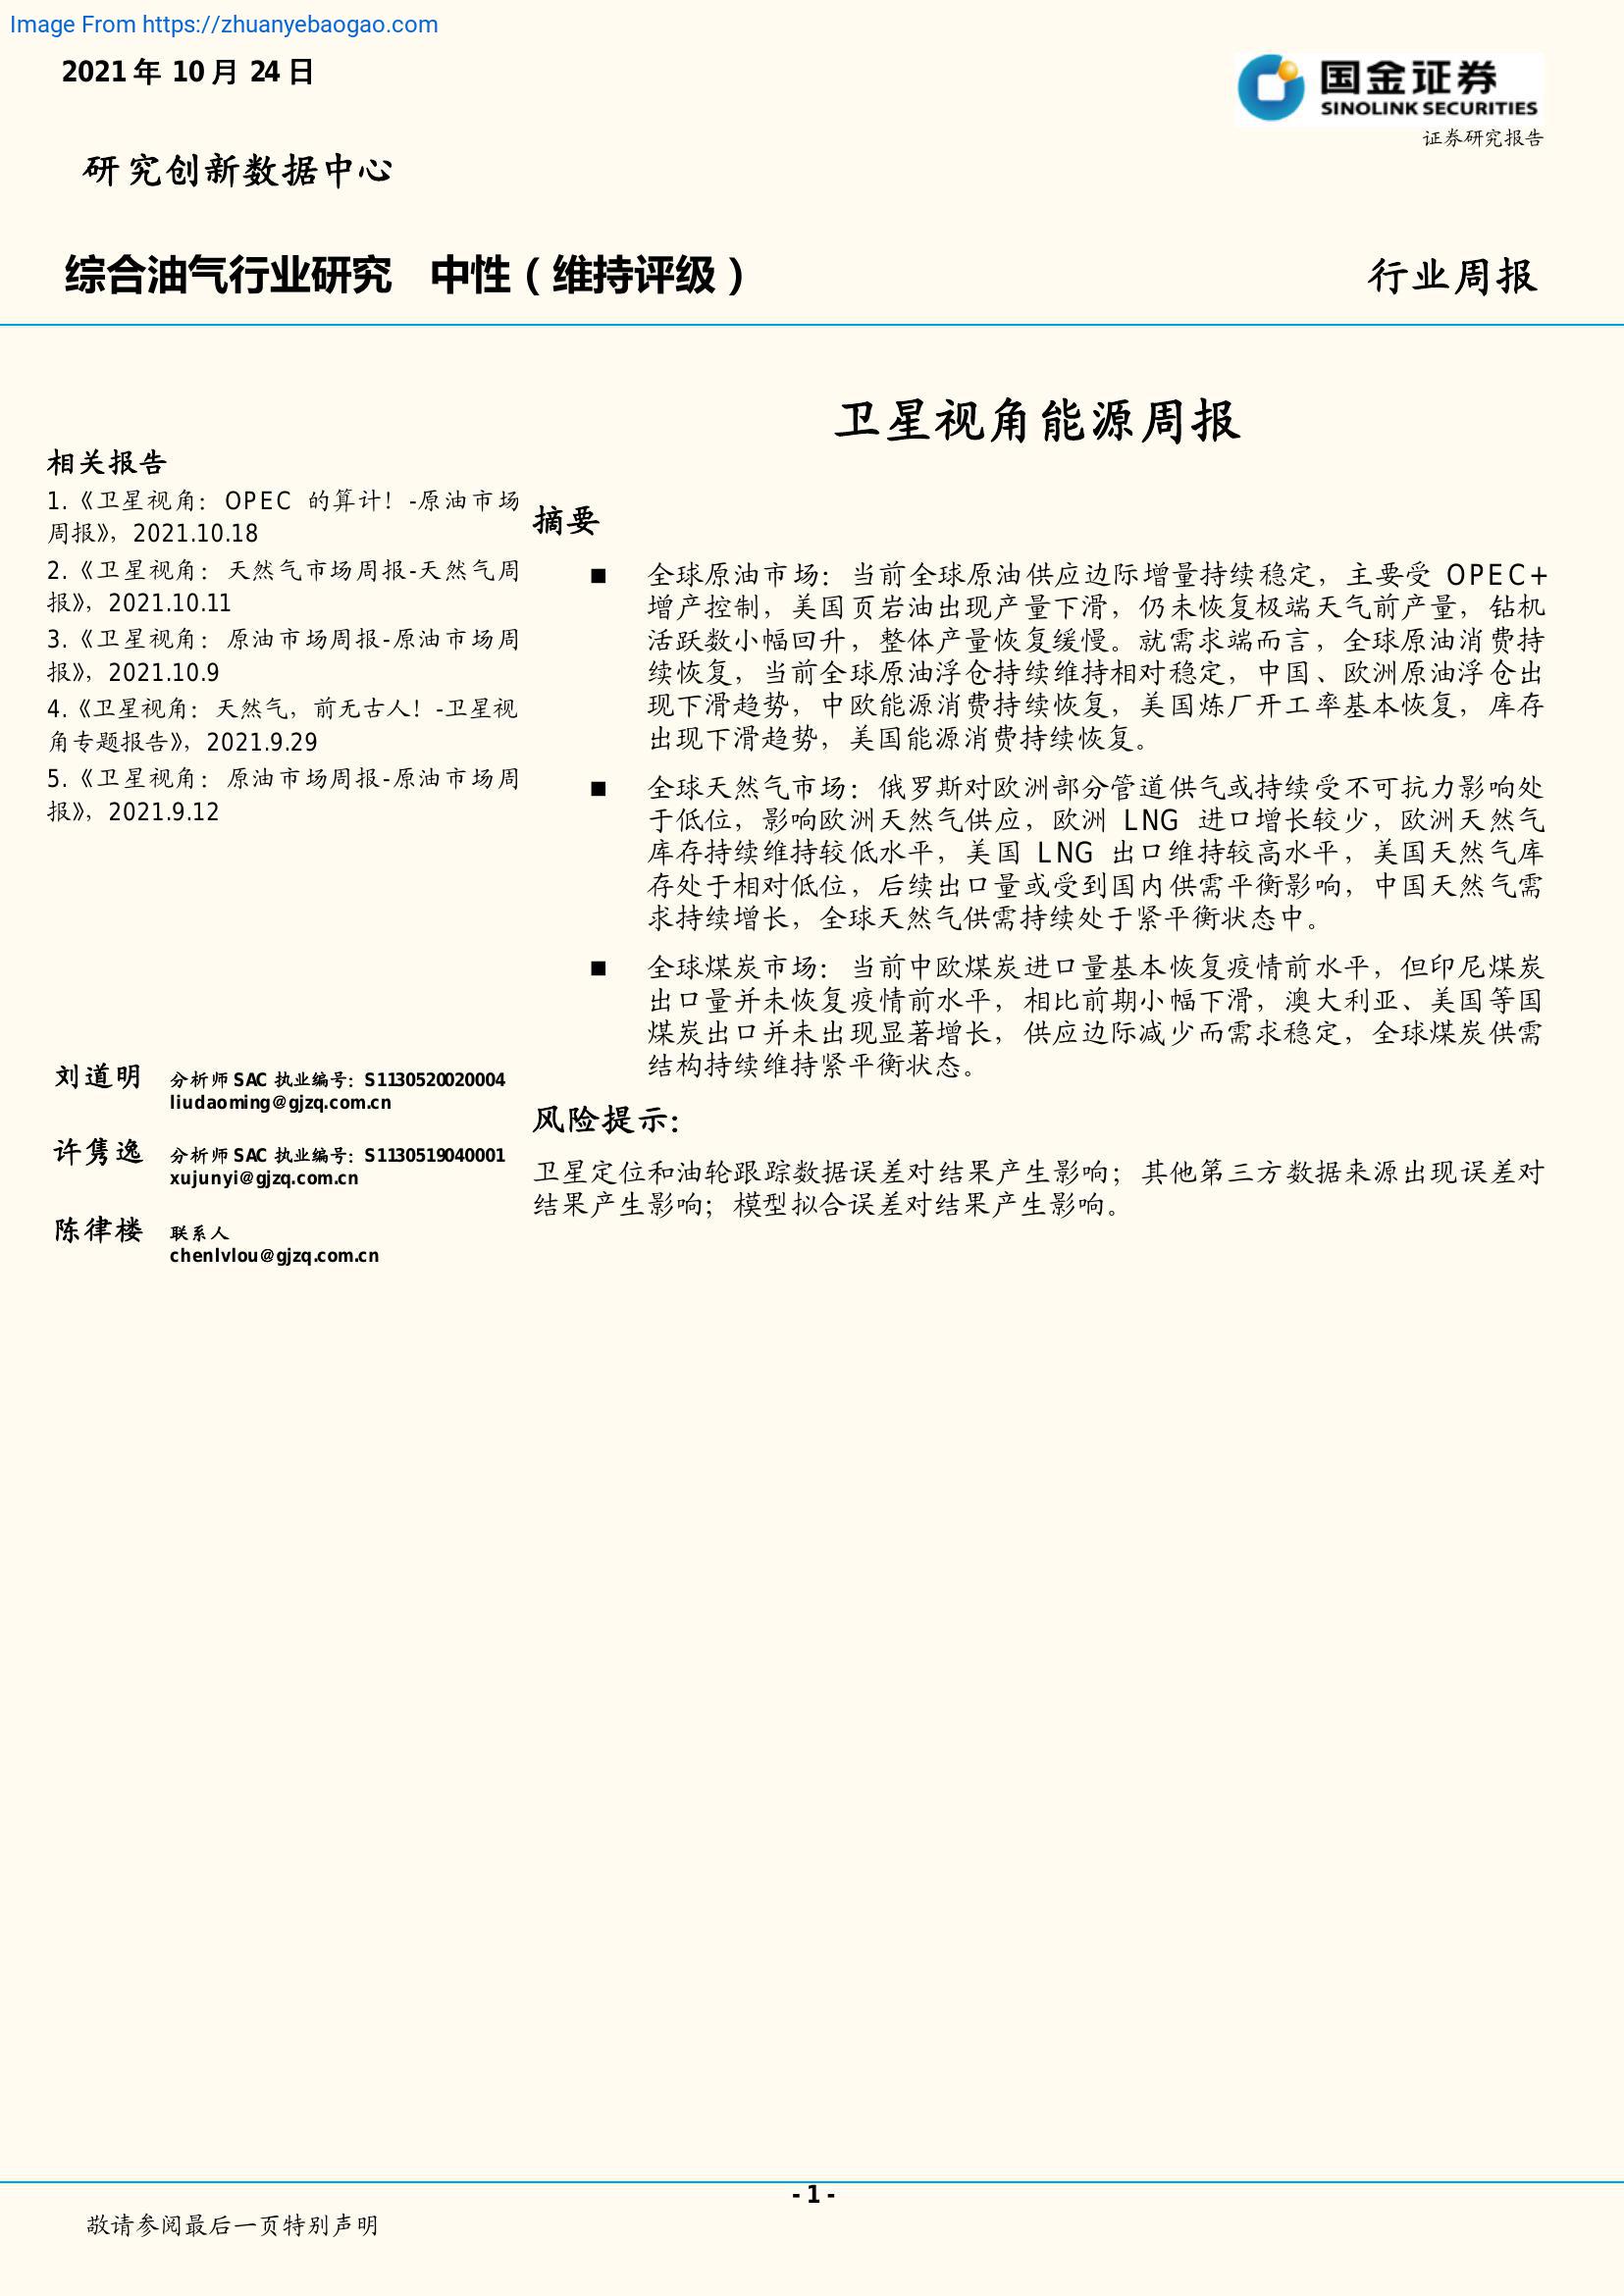 Image From https://zhuanyebaogao.com
2021 年 10 月 24 日
国金证券
SINOLINK SECURITIES
证券研究报告
研究创新数据中心
综合油气行业研究 中性（维持评级）
行业周报
卫星视角能源周报
相关报告
1.《卫星视角：OPEC 的算计！-原油市场
周报》，2021.10.18
2.《卫星视角：天然气市场周报-天然气周
报》，2021.10.11
3.《卫星视角：原油市场周报-原油市场周
报》，2021.10.9
4.《卫星视角：天然气，前无古人！-卫星视
角专题报告》，2021.9.29
5.《卫星视角：原油市场周报-原油市场周
报》，2021.9.12
刘道明 分析师 SAC 执业编号：S1130520020004
liudaoming@gjzq.com.cn
许隽逸 分析师 SAC 执业编号：S1130519040001
xujunyi@gjzq.com.cn
陈律楼 联系人
chenlvlou@gjzq.com.cn
摘要
■ 全球原油市场：当前全球原油供应边际增量持续稳定，主要受 OPEC+
增产控制，美国页岩油出现产量下滑，仍未恢复极端天气前产量，钻机
活跃数小幅回升，整体产量恢复缓慢。就需求端而言，全球原油消费持
续恢复，当前全球原油浮仓持续维持相对稳定，中国、欧洲原油浮仓出
现下滑趋势，中欧能源消费持续恢复，美国炼厂开工率基本恢复，库存
出现下滑趋势，美国能源消费持续恢复。
■ 全球天然气市场：俄罗斯对欧洲部分管道供气或持续受不可抗力影响处
于低位，影响欧洲天然气供应，欧洲 LNG 进口增长较少，欧洲天然气
库存持续维持较低水平，美国 LNG 出口维持较高水平，美国天然气库
存处于相对低位，后续出口量或受到国内供需平衡影响，中国天然气需
求持续增长，全球天然气供需持续处于紧平衡状态中。
■ 全球煤炭市场：当前中欧煤炭进口量基本恢复疫情前水平，但印尼煤炭
出口量并未恢复疫情前水平，相比前期小幅下滑，澳大利亚、美国等国
煤炭出口并未出现显著增长，供应边际减少而需求稳定，全球煤炭供需
结构持续维持紧平衡状态。
风险提示：
卫星定位和油轮跟踪数据误差对结果产生影响；其他第三方数据来源出现误差对
结果产生影响；模型拟合误差对结果产生影响。
- 1 -
敬请参阅最后一页特别声明